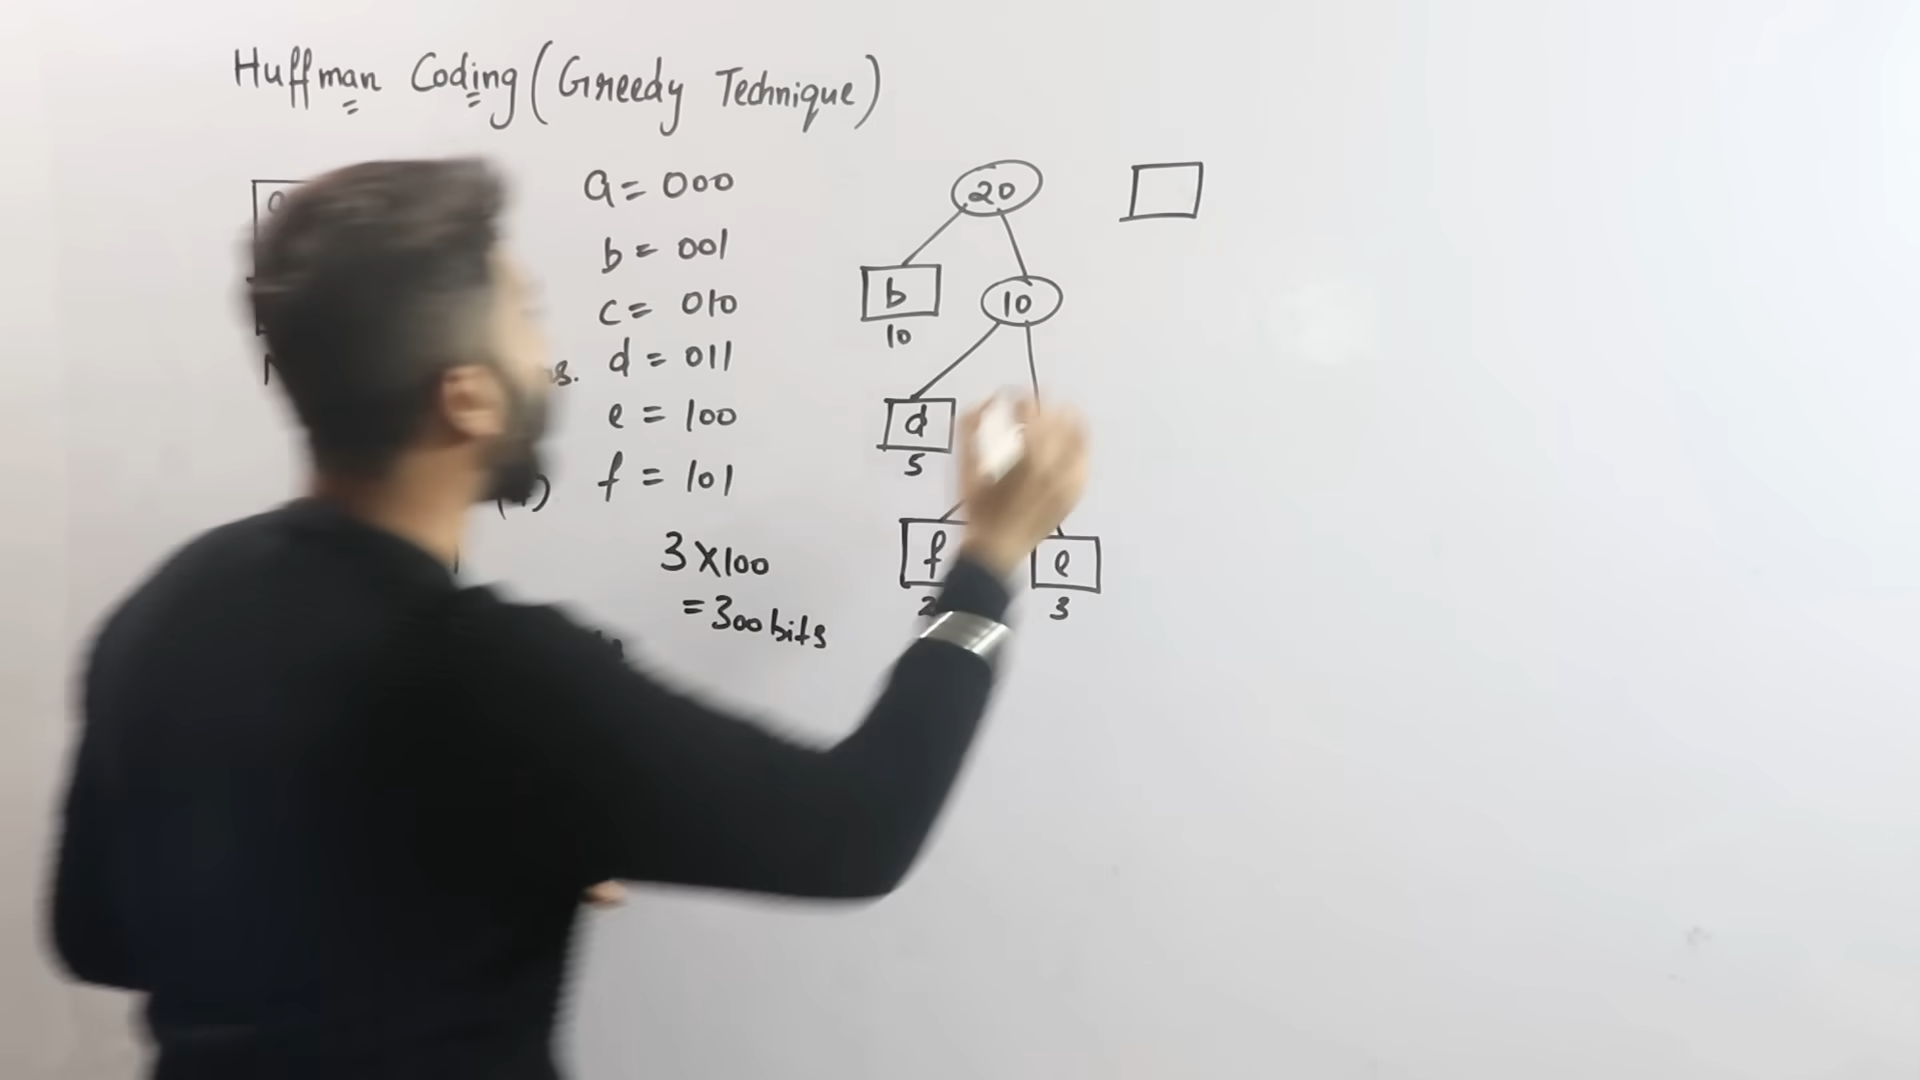 Huffman Coding (Greedy Technique)
a = 000
b = 001
c = 010
d = 011
e = 100
f = 101
3 X 100
= 300 bits
20
b
10
10
d
5
f
e
2
3